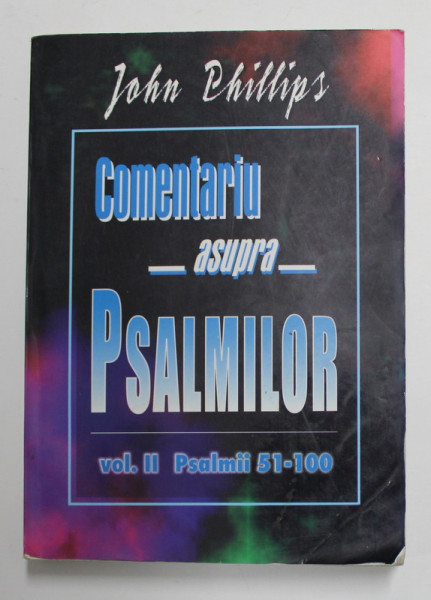 John Phillips
Comentariu
asupra
PSALMILOR
vol. II Psalmii 51-100